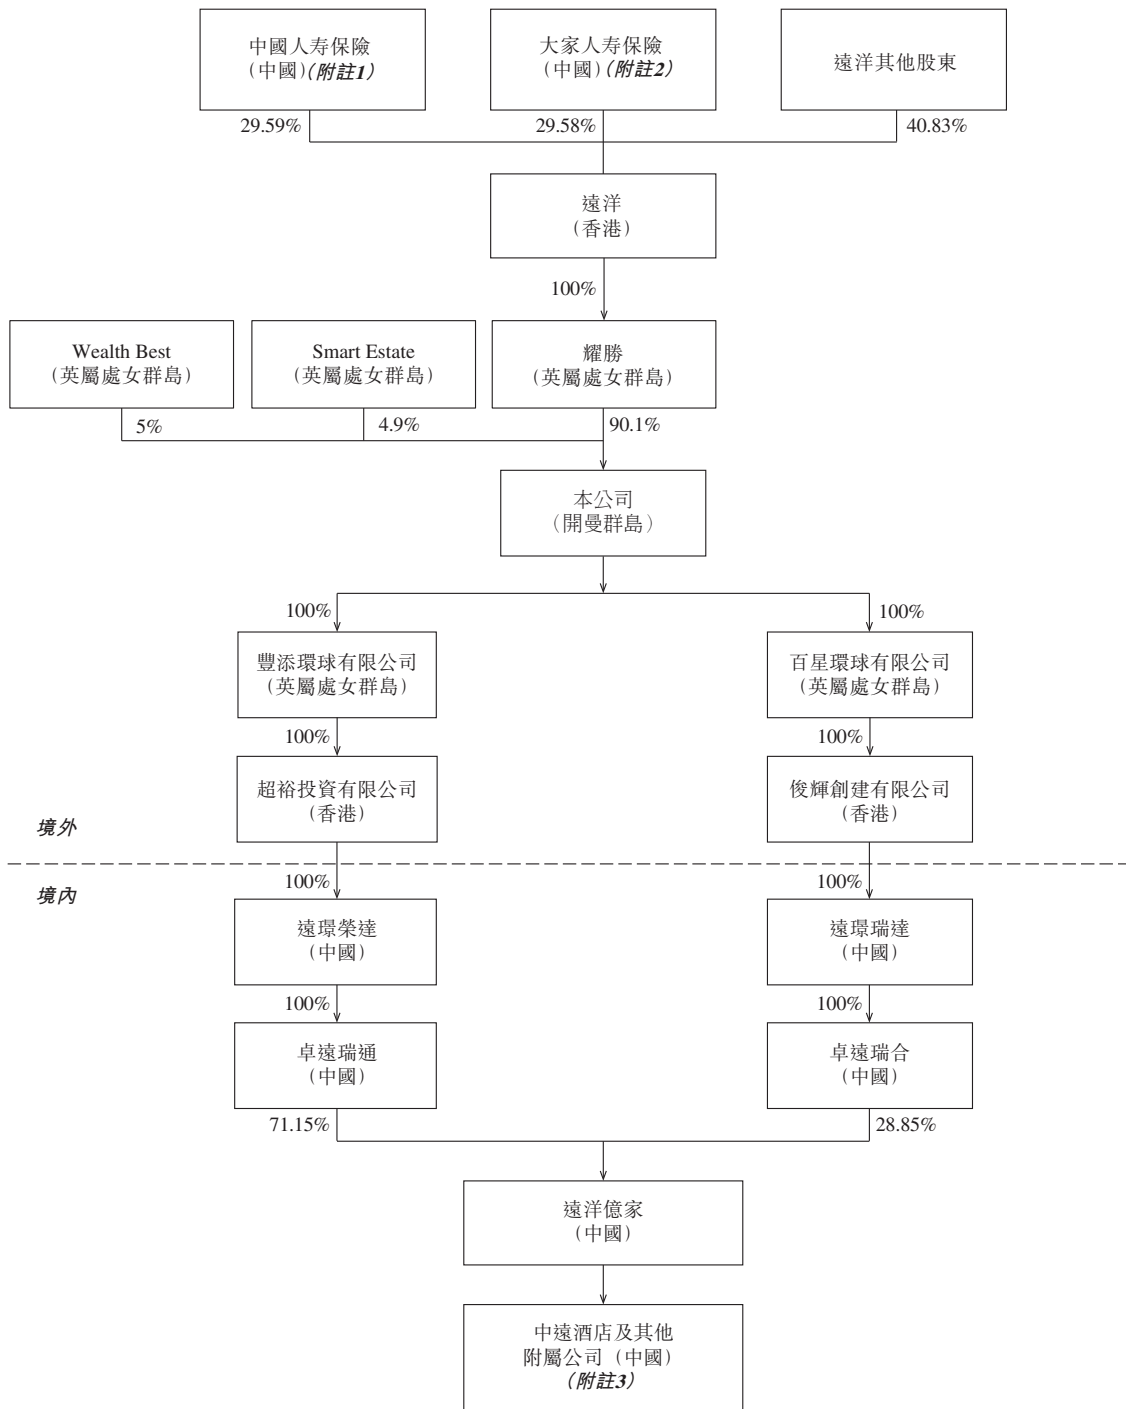 中國人寿保險
(中國)(附註1)
大家人寿保險
(中國)(附註2)
遠洋其他股東
29.59%
29.58%
40.83%
遠洋
(香港)
100%
Wealth Best
(英屬處女群島)
Smart Estate
(英屬處女群島)
耀勝
(英屬處女群島)
5%
4.9%
90.1%
本公司
(開曼群島)
100%
100%
豐添環球有限公司
(英屬處女群島)
百星環球有限公司
(英屬處女群島)
100%
100%
超裕投資有限公司
(香港)
俊輝創建有限公司
(香港)
境外
境內
100%
100%
遠璟榮達
(中國)
遠璟瑞達
(中國)
100%
100%
卓遠瑞通
(中國)
卓遠瑞合
(中國)
71.15%
28.85%
遠洋億家
(中國)
中遠酒店及其他
附屬公司(中國)
(附註3)